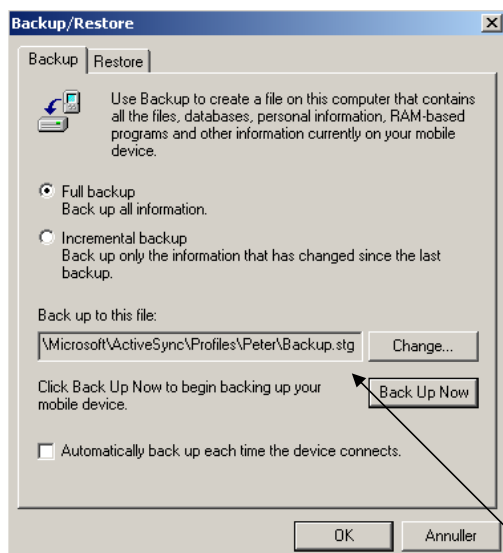 Backup/Restore
Backup Restore
Use Backup to create a file on this computer that contains
all the files, databases, personal information, RAM-based
programs and other information currently on your mobile
device.
Full backup
Back up all information.
Incremental backup
Back up only the information that has changed since the last
backup.
Back up to this file:
\Microsoft\ActiveSync\Profiles\Peter\Backup.stg Change...
Click Back Up Now to begin backing up your
mobile device.
Back Up Now
Automatically back up each time the device connects.
OK Annuller